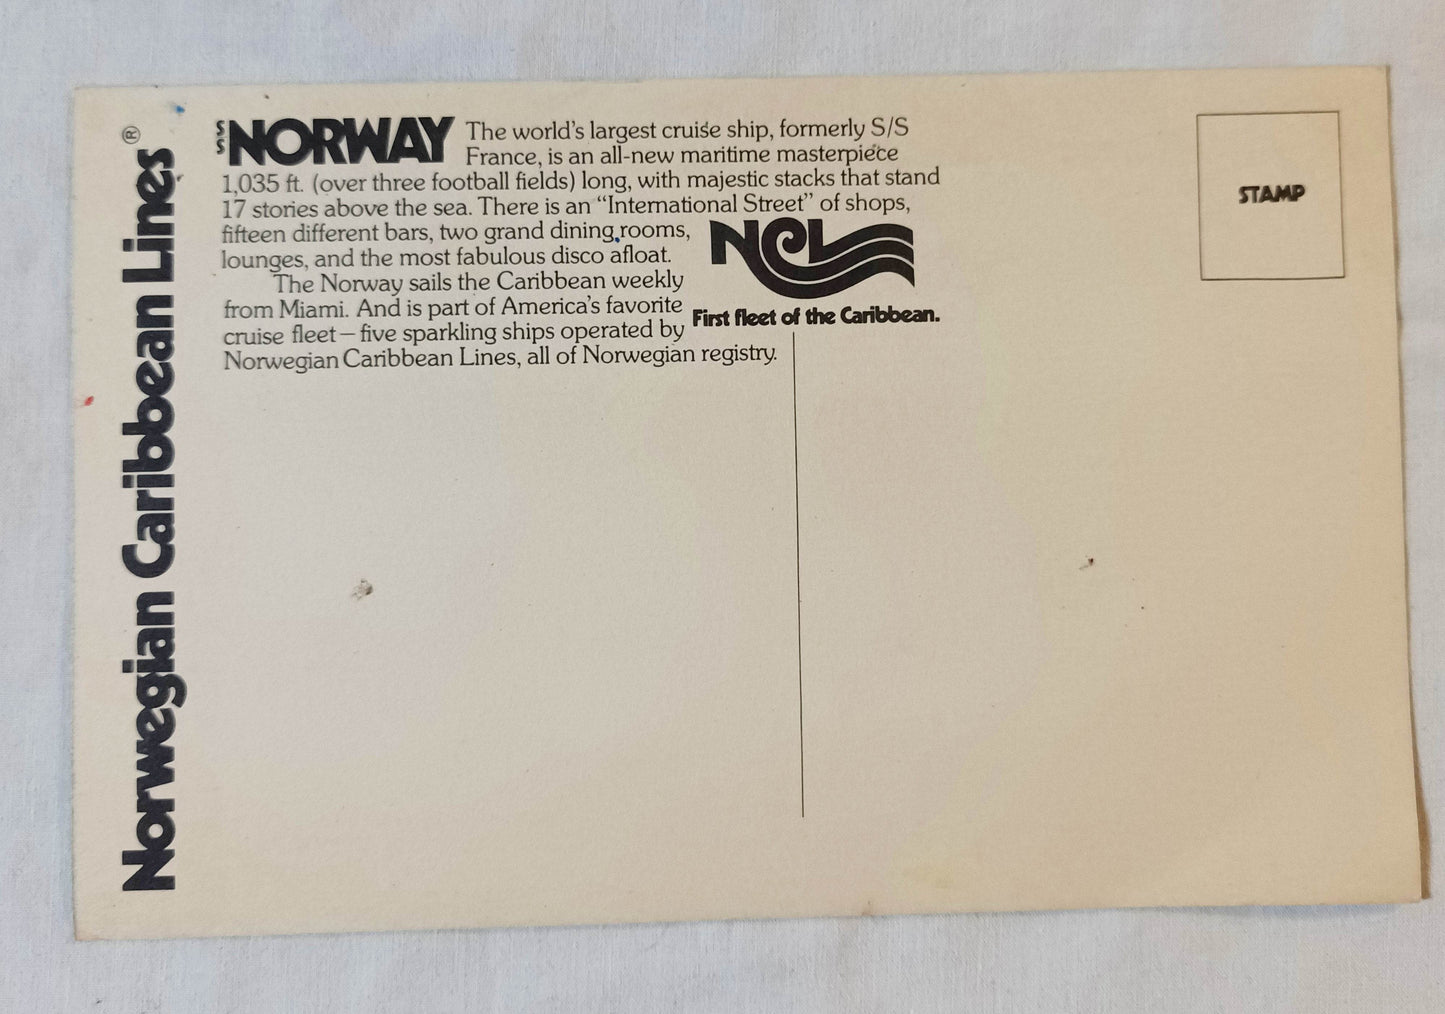 Norwegian Caribbean Lines®
SS NORWAY The world's largest cruise ship, formerly S/S
France, is an all-new maritime masterpiece
1,035 ft. (over three football fields) long, with majestic stacks that stand
17 stories above the sea. There is an "International Street" of shops,
fifteen different bars, two grand dining rooms,
lounges, and the most fabulous disco afloat.
The Norway sails the Caribbean weekly
from Miami. And is part of America's favorite
cruise fleet—five sparkling ships operated by
Norwegian Caribbean Lines, all of Norwegian registry.
NCL
First fleet of the Caribbean.
STAMP